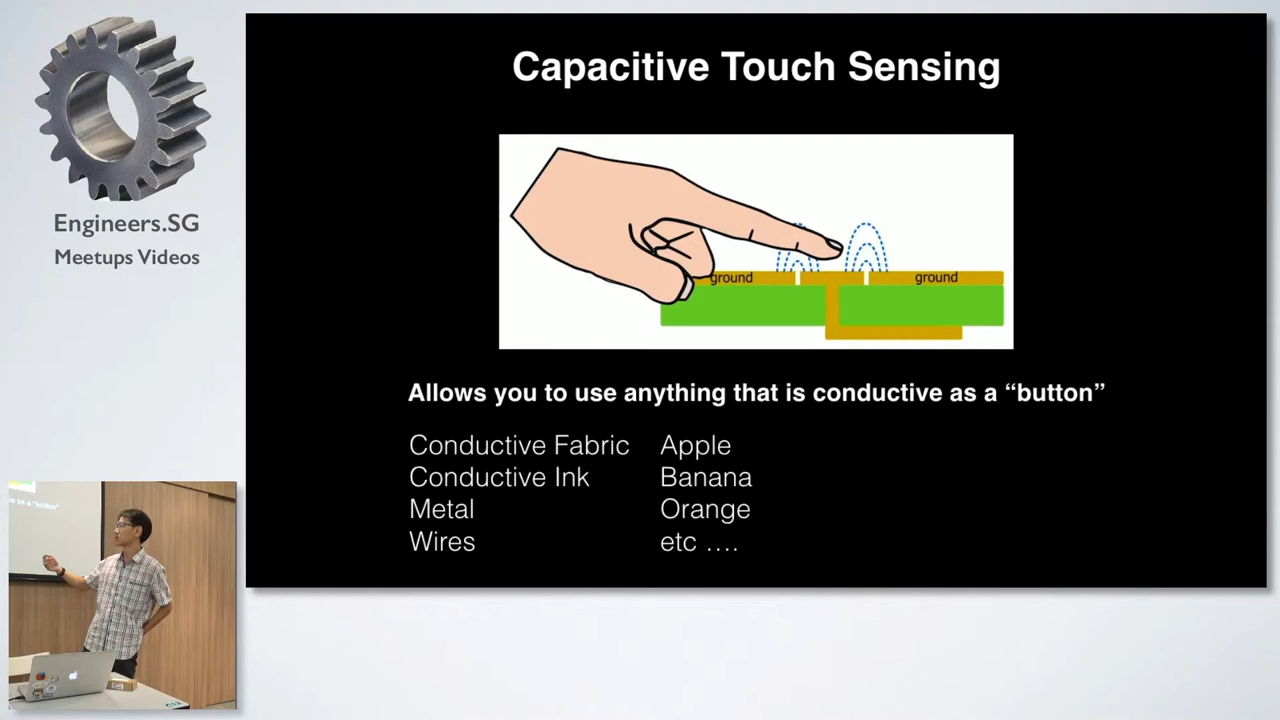 Engineers.SG
Meetups Videos
Capacitive Touch Sensing
ground
ground
Allows you to use anything that is conductive as a “button”
Conductive Fabric
Conductive Ink
Metal
Wires
Apple
Banana
Orange
etc ….